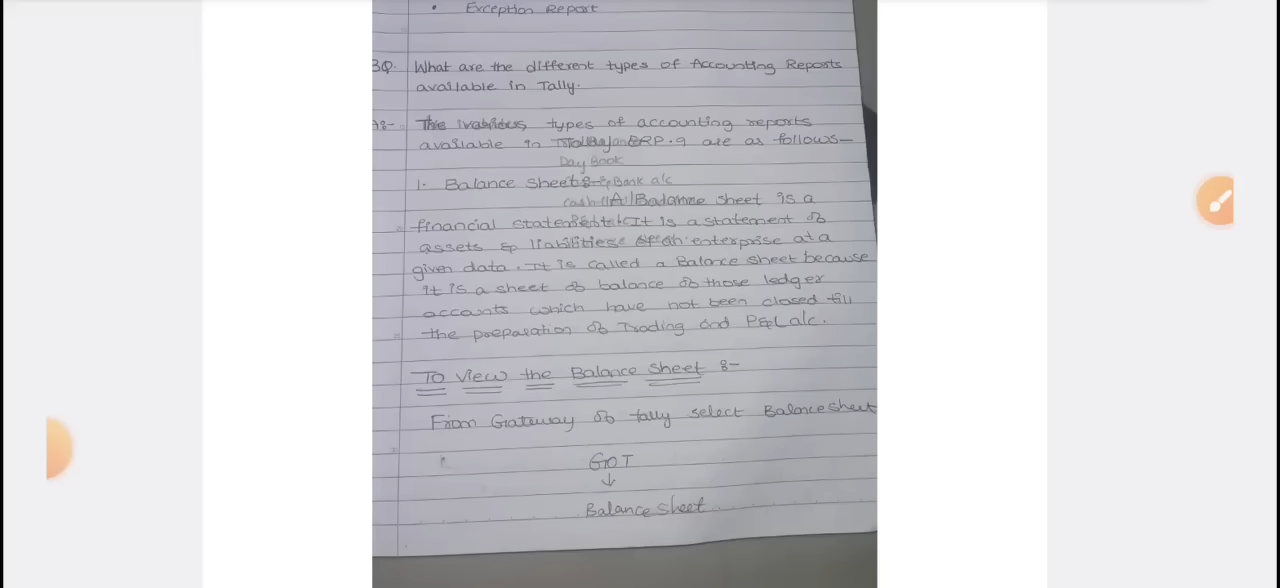 • Exception Report
3Q. What are the different types of Accounting Reports
available in Tally.
The various types of accounting reports
available in ERP.9 are as follows—
Day Book
1. Balance Sheet:- Bank a/c
Cash A Balance sheet is a
financial statement. It is a statement of
assets & liabilities of an enterprise at a
given data. It is called a Balance sheet because
it is a sheet of balance of those ledger
accounts which have not been closed till
the preparation of Trading and P&L a/c.
To View the Balance Sheet :-
From Gateway of tally select Balance sheet
GOT
↓
Balance sheet